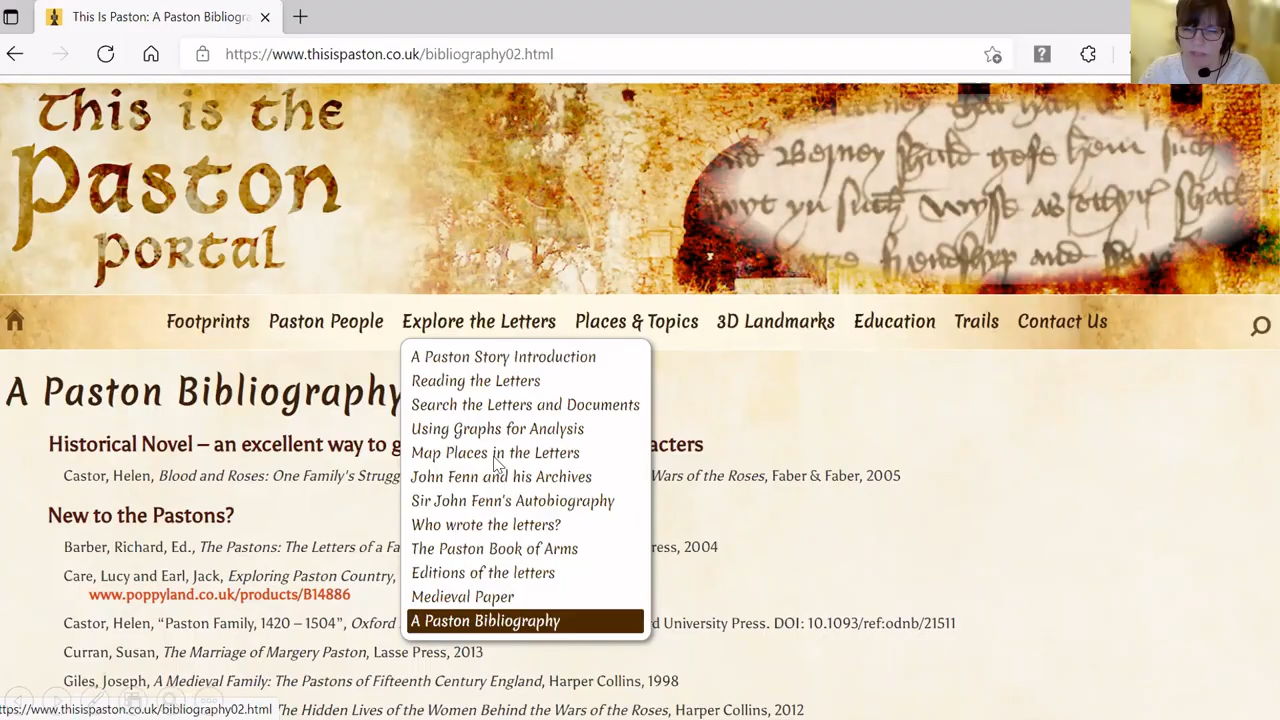 This Is Paston: A Paston Bibliogra
https://www.thisispaston.co.uk/bibliography02.html
This is the
Paston
portal
Footprints Paston People Explore the Letters Places & Topics 3D Landmarks Education Trails Contact Us
A Paston Story Introduction
Reading the Letters
Search the Letters and Documents
Using Graphs for Analysis
Map Places in the Letters
John Fenn and his Archives
Sir John Fenn's Autobiography
Who wrote the letters?
The Paston Book of Arms
Editions of the letters
Medieval Paper
A Paston Bibliography
A Paston Bibliography
Historical Novel – an excellent way to g acters
Castor, Helen, Blood and Roses: One Family's Strugg Wars of the Roses, Faber & Faber, 2005
New to the Pastons?
Barber, Richard, Ed., The Pastons: The Letters of a Fa ress, 2004
Care, Lucy and Earl, Jack, Exploring Paston Country,
www.poppyland.co.uk/products/B14886
Castor, Helen, “Paston Family, 1420 – 1504”, Oxford d University Press. DOI: 10.1093/ref:odnb/21511
Curran, Susan, The Marriage of Margery Paston, Lasse Press, 2013
Giles, Joseph, A Medieval Family: The Pastons of Fifteenth Century England, Harper Collins, 1998
The Hidden Lives of the Women Behind the Wars of the Roses, Harper Collins, 2012
ttps://www.thisispaston.co.uk/bibliography02.html